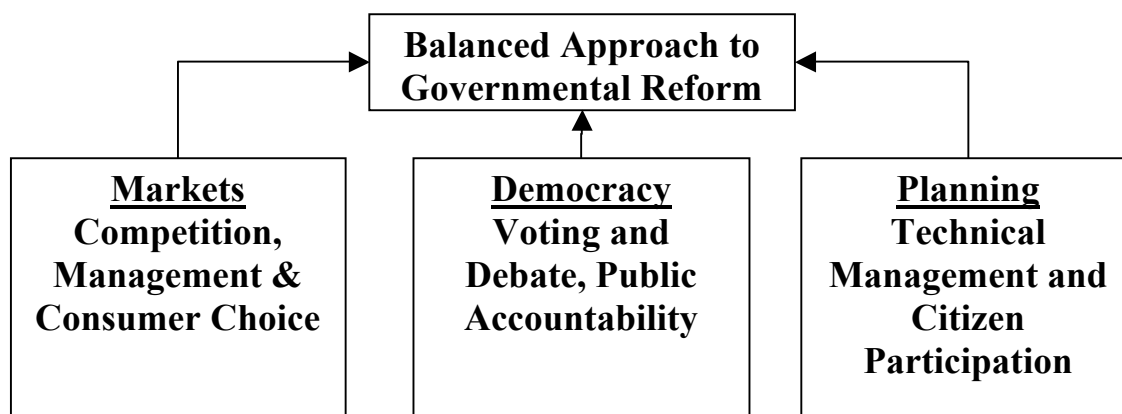 Balanced Approach to
Governmental Reform
Markets
Competition,
Management &
Consumer Choice
Democracy
Voting and
Debate, Public
Accountability
Planning
Technical
Management and
Citizen
Participation